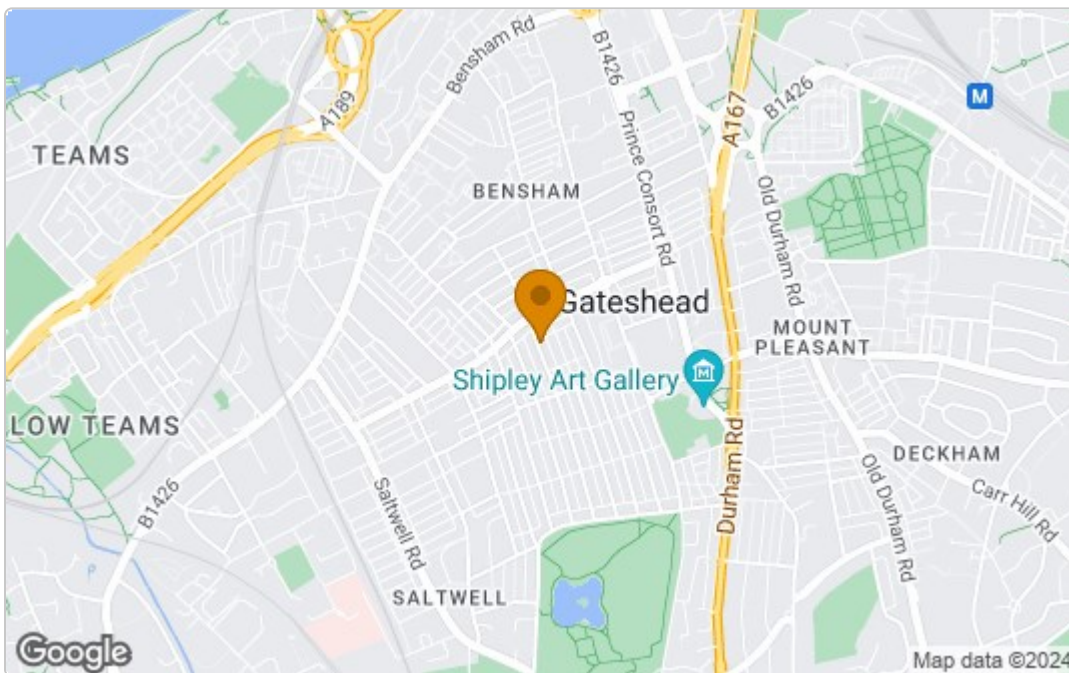 Bensham Rd
B1426
A189
A167
B1426
M
TEAMS
BENSHAM
Prince Consort Rd
Old Durham Rd
Gateshead
MOUNT
PLEASANT
Shipley Art Gallery
M
LOW TEAMS
DECKHAM
Durham Rd
Old Durham Rd
Carr Hill Rd
B1426
Saltwell Rd
SALTWELL
Google
Map data ©2024